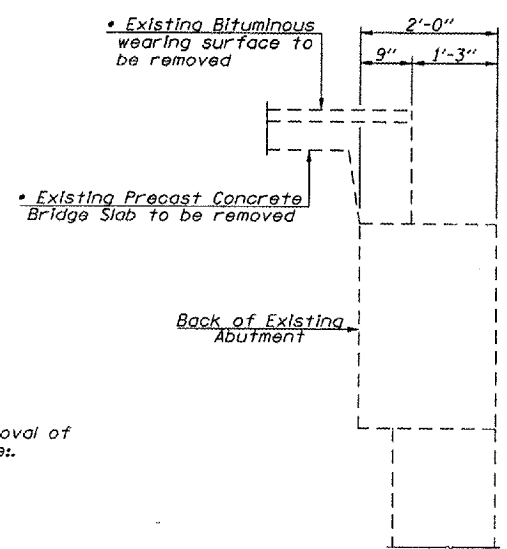 • Existing Bituminous
wearing surface to
be removed
2'-0"
9"
1'-3"
• Existing Precast Concrete
Bridge Slab to be removed
Back of Existing
Abutment
oval of